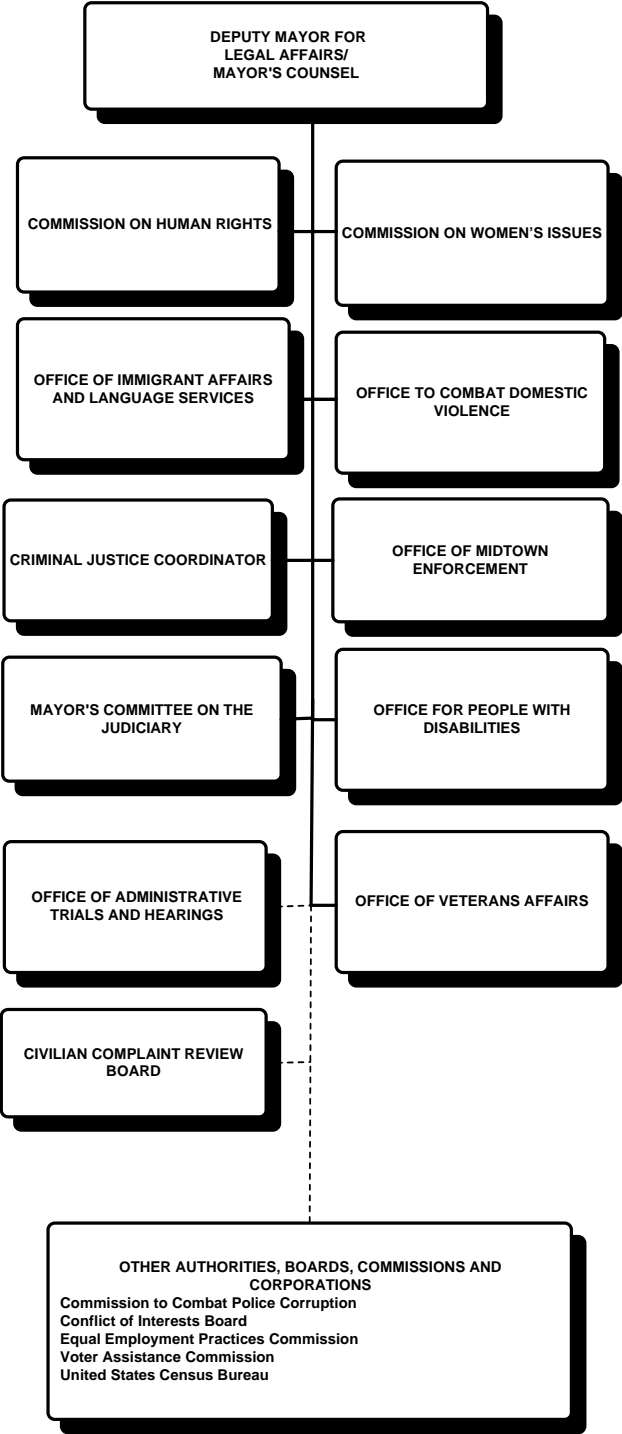 DEPUTY MAYOR FOR
LEGAL AFFAIRS/
MAYOR'S COUNSEL
COMMISSION ON HUMAN RIGHTS
COMMISSION ON WOMEN’S ISSUES
OFFICE OF IMMIGRANT AFFAIRS
AND LANGUAGE SERVICES
OFFICE TO COMBAT DOMESTIC
VIOLENCE
CRIMINAL JUSTICE COORDINATOR
OFFICE OF MIDTOWN
ENFORCEMENT
MAYOR'S COMMITTEE ON THE
JUDICIARY
OFFICE FOR PEOPLE WITH
DISABILITIES
OFFICE OF ADMINISTRATIVE
TRIALS AND HEARINGS
OFFICE OF VETERANS AFFAIRS
CIVILIAN COMPLAINT REVIEW
BOARD
OTHER AUTHORITIES, BOARDS, COMMISSIONS AND
CORPORATIONS
Commission to Combat Police Corruption
Conflict of Interests Board
Equal Employment Practices Commission
Voter Assistance Commission
United States Census Bureau